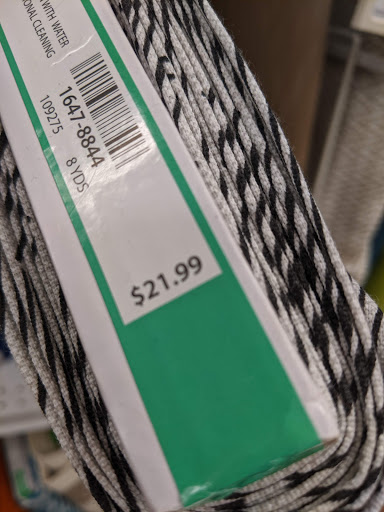 WITH WATER
ONAL CLEANING
1647-8844
109275 8 YDS
$21.99